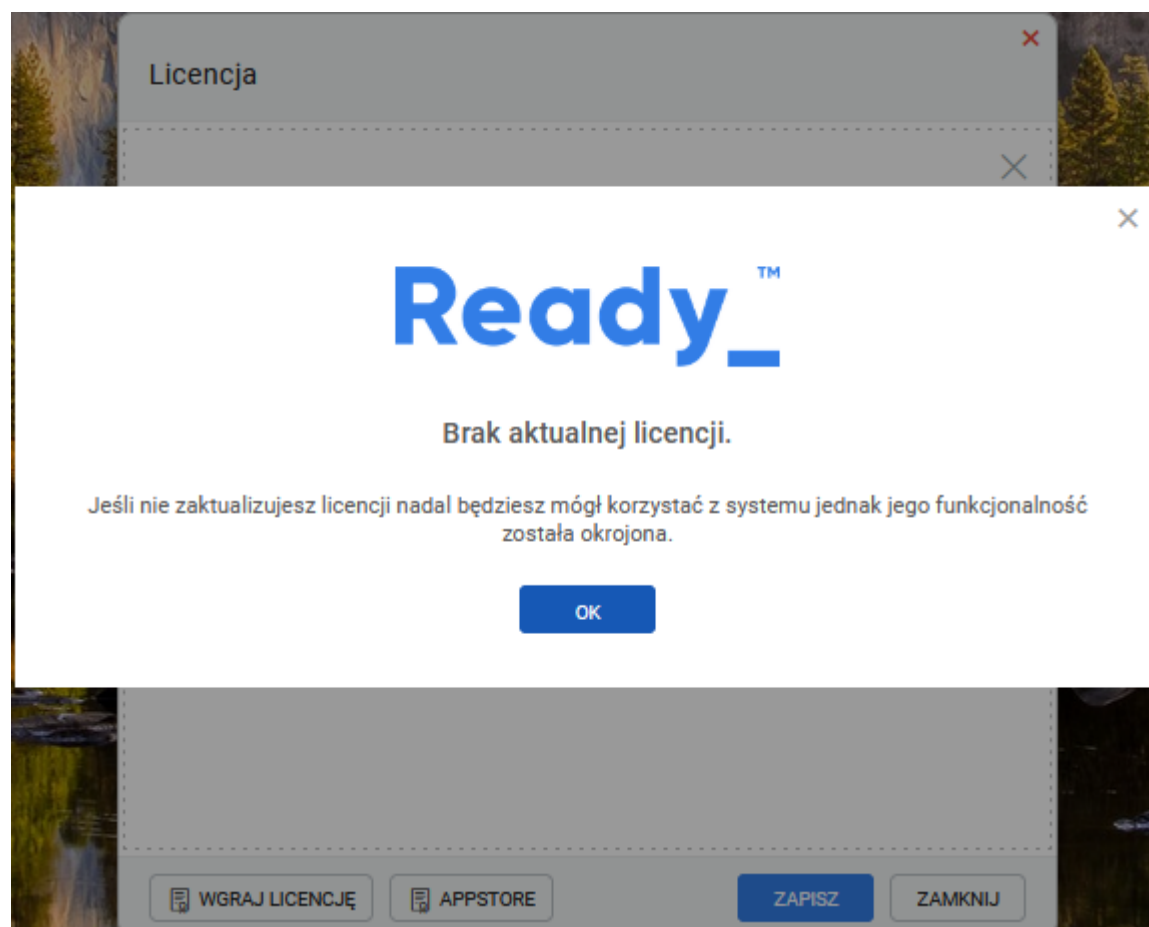 Licencja
Ready_™
Brak aktualnej licencji.
Jeśli nie zaktualizujesz licencji nadal będziesz mógł korzystać z systemu jednak jego funkcjonalność
została okrojona.
OK
WGRAJ LICENCJĘ APPSTORE ZAPISZ ZAMKNIJ